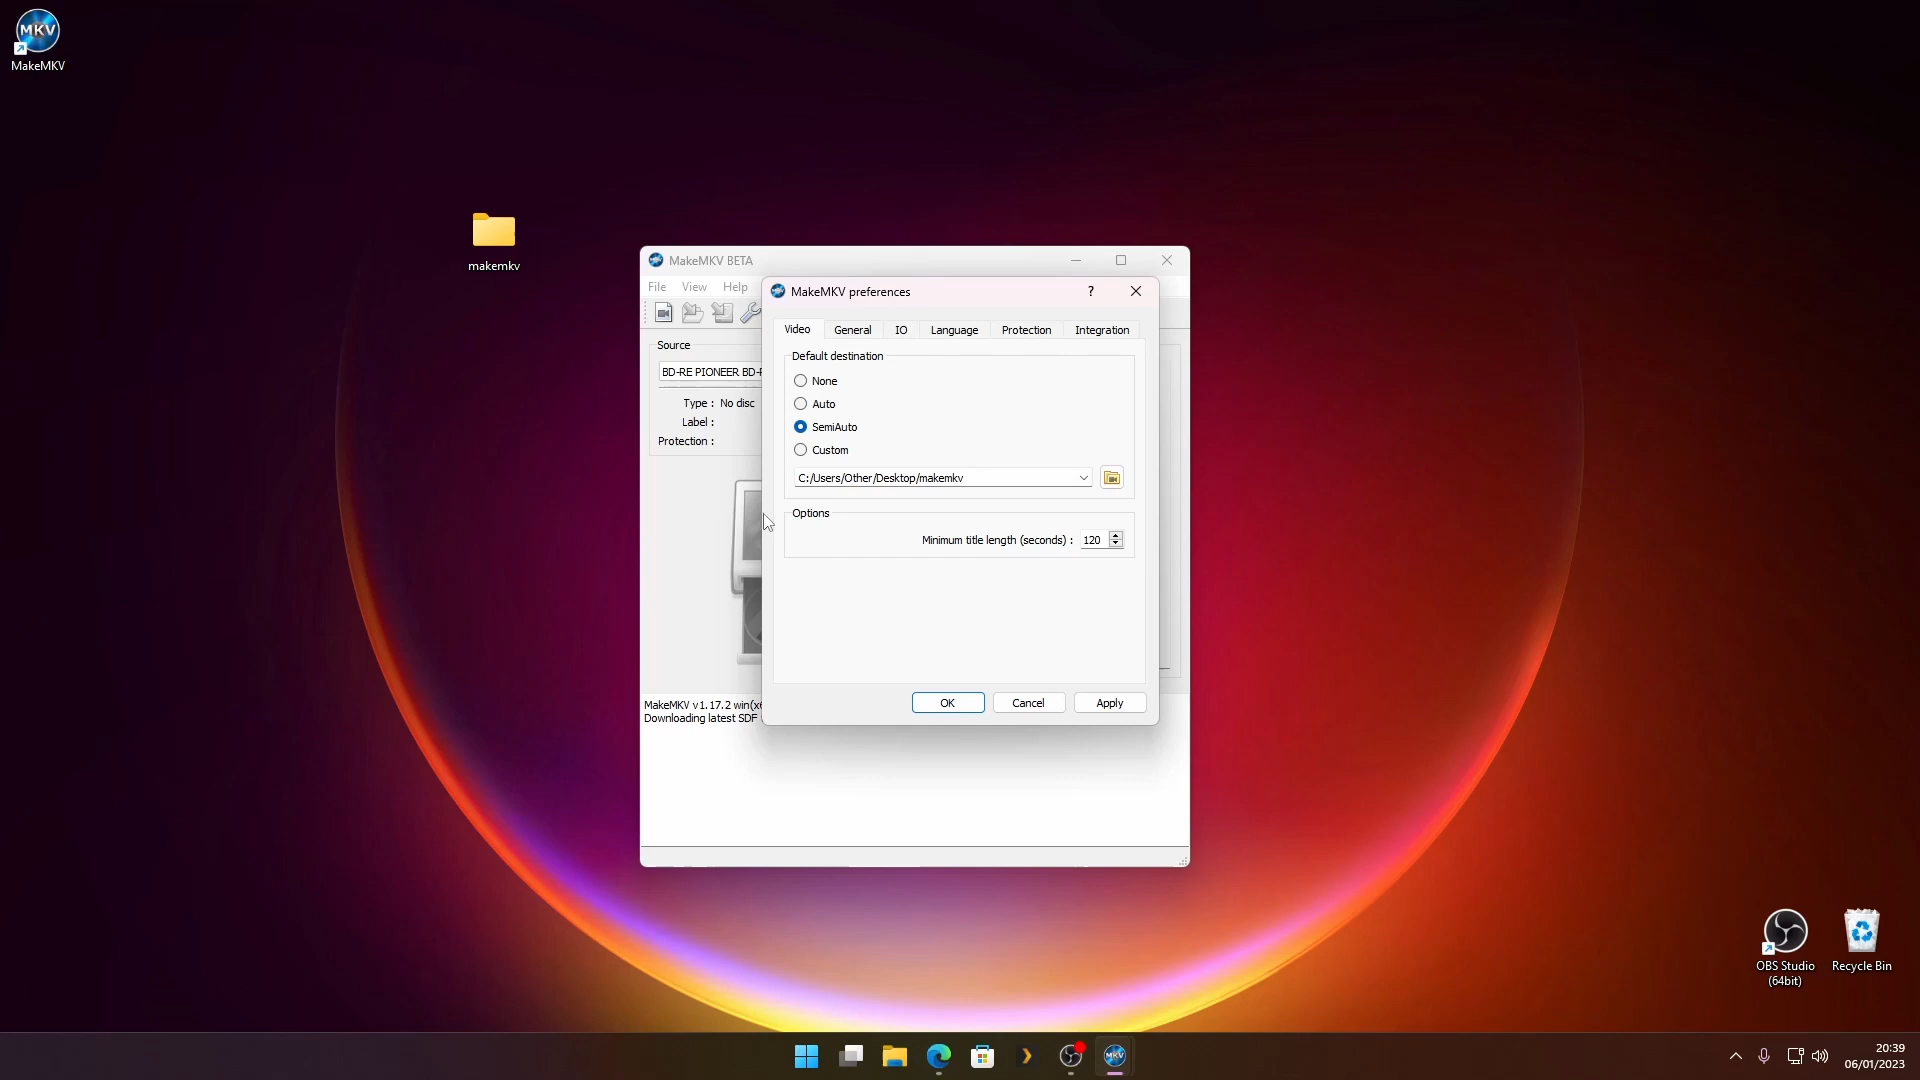 MKV
MakeMKV
makemkv
MakeMKV BETA
File View Help
Source
BD-RE PIONEER BD-
Type : No disc
Label :
Protection :
MakeMKV v1.17.2 win(x
Downloading latest SDF
MakeMKV preferences
?
Video General IO Language Protection Integration
Default destination
None
Auto
SemiAuto
Custom
C:/Users/Other/Desktop/makemkv
Options
Minimum title length (seconds) : 120
OK Cancel Apply
OBS Studio
(64bit)
Recycle Bin
MKV
20:39
06/01/2023